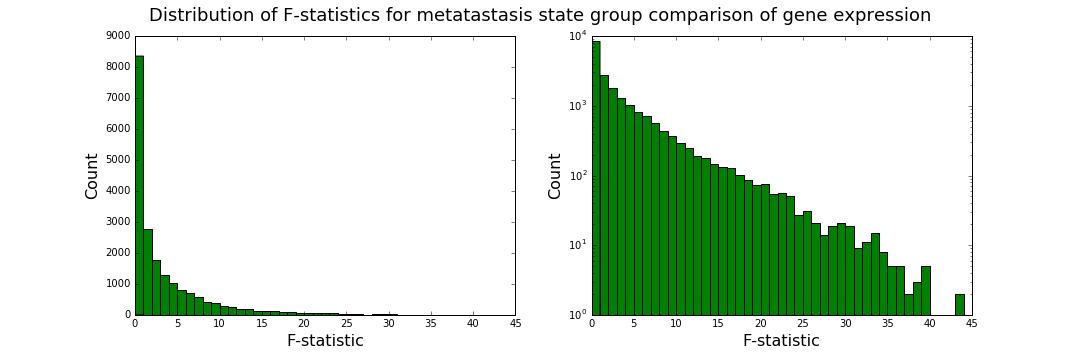 Distribution of F-statistics for metatastasis state group comparison of gene expression
9000
8000
7000
6000
5000
4000
3000
2000
1000
0
Count
0 5 10 15 20 25 30 35 40 45
F-statistic
10^4
10^3
10^2
10^1
10^0
Count
0 5 10 15 20 25 30 35 40 45
F-statistic